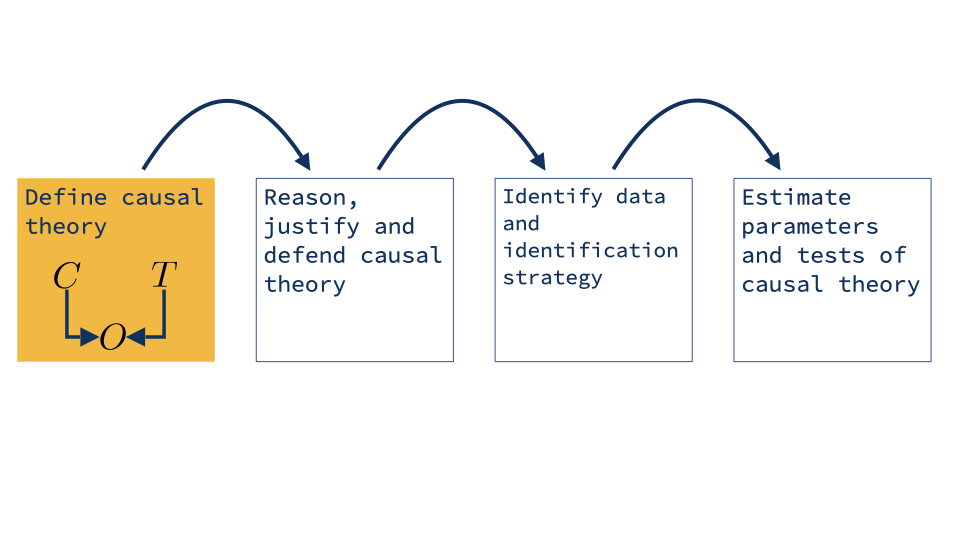 Define causal
theory
C T
O
Reason,
justify and
defend causal
theory
Identify data
and
identification
strategy
Estimate
parameters
and tests of
causal theory